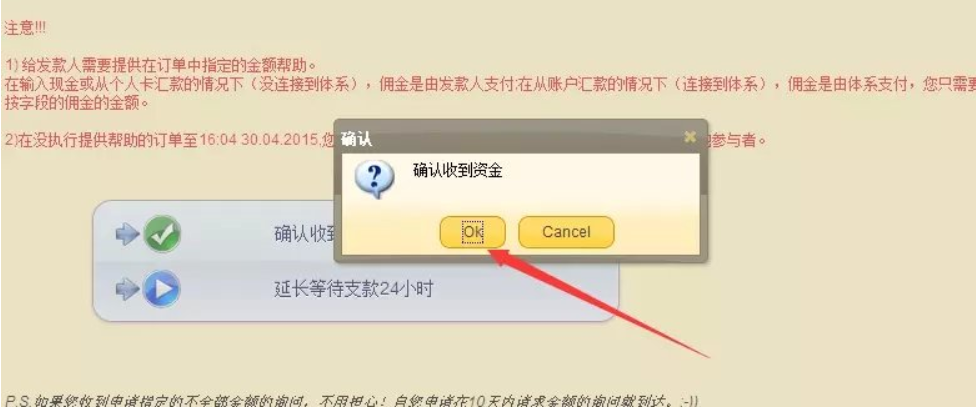 注意!!!
1) 给发款人需要提供在订单中指定的金额帮助。
在输入现金或从个人卡汇款的情况下（没连接到体系），佣金是由发款人支付.在从账户汇款的情况下（连接到体系），佣金是由体系支付，您只需要
按字段的佣金的金额。
2)在没执行提供帮助的订单至16:04 30.04.2015,您
参与者。
确认
确认收到资金
Ok
Cancel
确认收到
延长等待支款24小时
P.S.如果您收到申请指定的不全部金额的询问，不用担心！自您申请在10天内请求金额的询问就到达。;-))